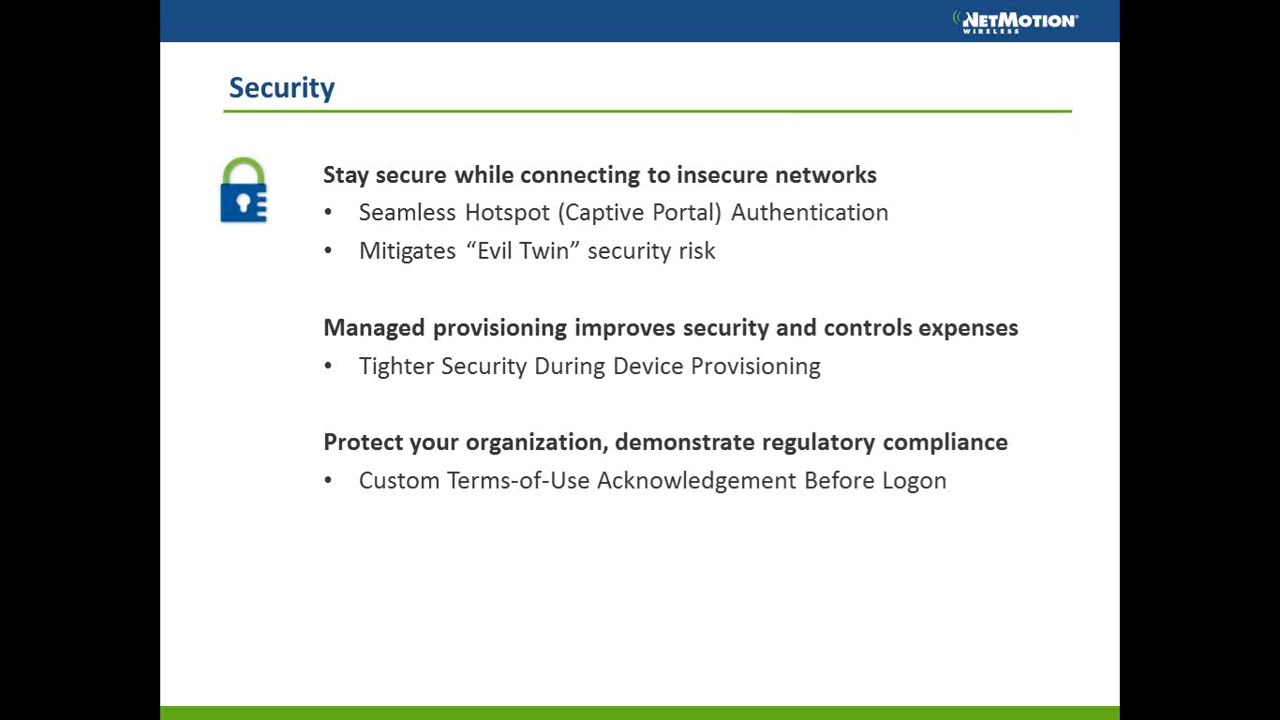 NETMOTION®
WIRELESS
Security
Stay secure while connecting to insecure networks
• Seamless Hotspot (Captive Portal) Authentication
• Mitigates “Evil Twin” security risk
Managed provisioning improves security and controls expenses
• Tighter Security During Device Provisioning
Protect your organization, demonstrate regulatory compliance
• Custom Terms-of-Use Acknowledgement Before Logon